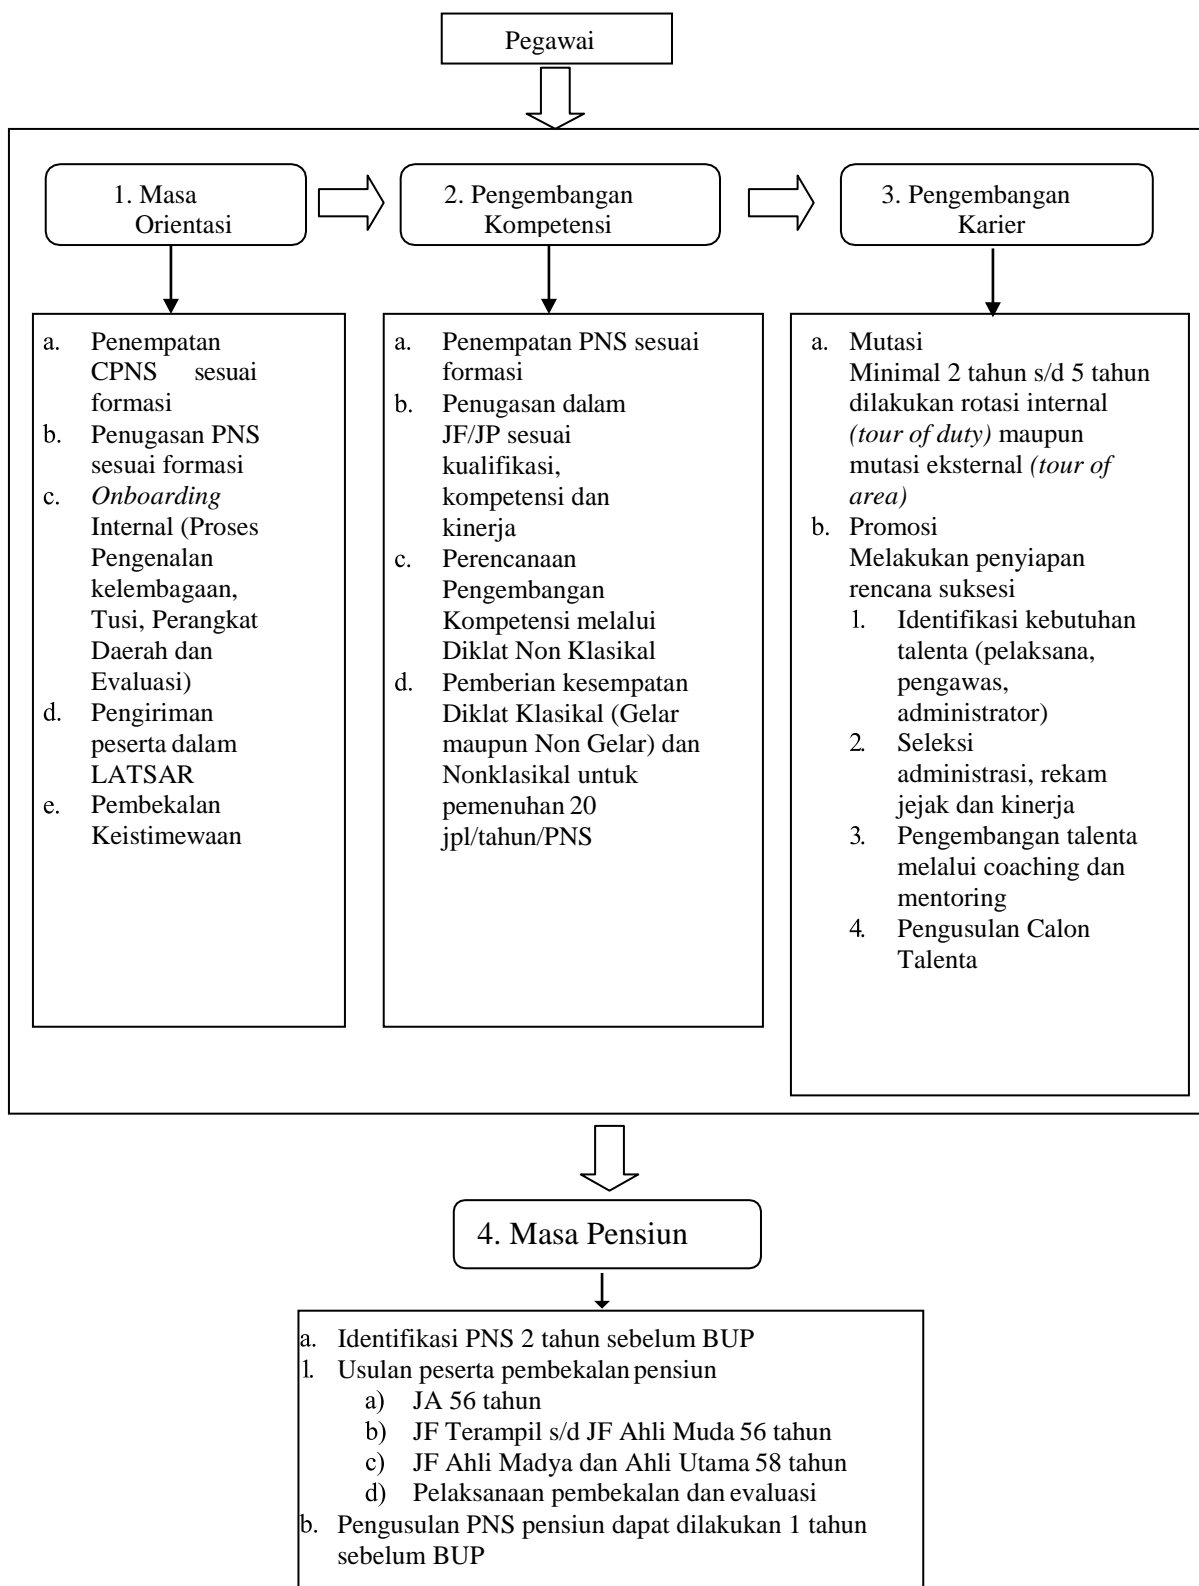 Pegawai
1. Masa
Orientasi
2. Pengembangan
Kompetensi
3. Pengembangan
Karier
a. Penempatan
CPNS sesuai
formasi
b. Penugasan PNS
sesuai formasi
c. Onboarding
Internal (Proses
Pengenalan
kelembagaan,
Tusi, Perangkat
Daerah dan
Evaluasi)
d. Pengiriman
peserta dalam
LATSAR
e. Pembekalan
Keistimewaan
a. Penempatan PNS sesuai
formasi
b. Penugasan dalam
JF/JP sesuai
kualifikasi,
kompetensi dan
kinerja
c. Perencanaan
Pengembangan
Kompetensi melalui
Diklat Non Klasikal
d. Pemberian kesempatan
Diklat Klasikal (Gelar
maupun Non Gelar) dan
Nonklasikal untuk
pemenuhan 20
jpl/tahun/PNS
a. Mutasi
Minimal 2 tahun s/d 5 tahun
dilakukan rotasi internal
(tour of duty) maupun
mutasi eksternal (tour of
area)
b. Promosi
Melakukan penyiapan
rencana suksesi
1. Identifikasi kebutuhan
talenta (pelaksana,
pengawas,
administrator)
2. Seleksi
administrasi, rekam
jejak dan kinerja
3. Pengembangan talenta
melalui coaching dan
mentoring
4. Pengusulan Calon
Talenta
4. Masa Pensiun
a. Identifikasi PNS 2 tahun sebelum BUP
1. Usulan peserta pembekalan pensiun
a) JA 56 tahun
b) JF Terampil s/d JF Ahli Muda 56 tahun
c) JF Ahli Madya dan Ahli Utama 58 tahun
d) Pelaksanaan pembekalan dan evaluasi
b. Pengusulan PNS pensiun dapat dilakukan 1 tahun
sebelum BUP